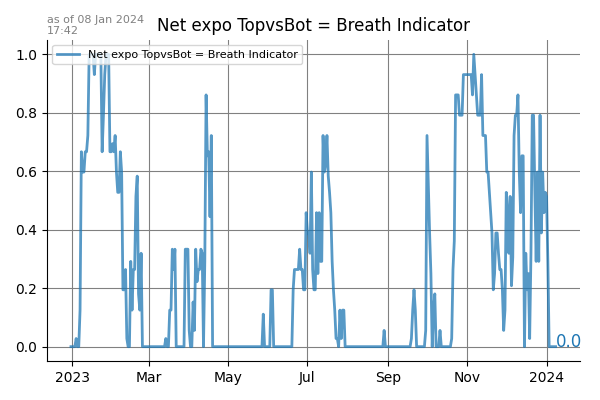 as of 08 Jan 2024
17:42
Net expo TopvsBot = Breath Indicator
Net expo TopvsBot = Breath Indicator
1.0
0.8
0.6
0.4
0.2
0.0
0.0
2023 Mar May Jul Sep Nov 2024